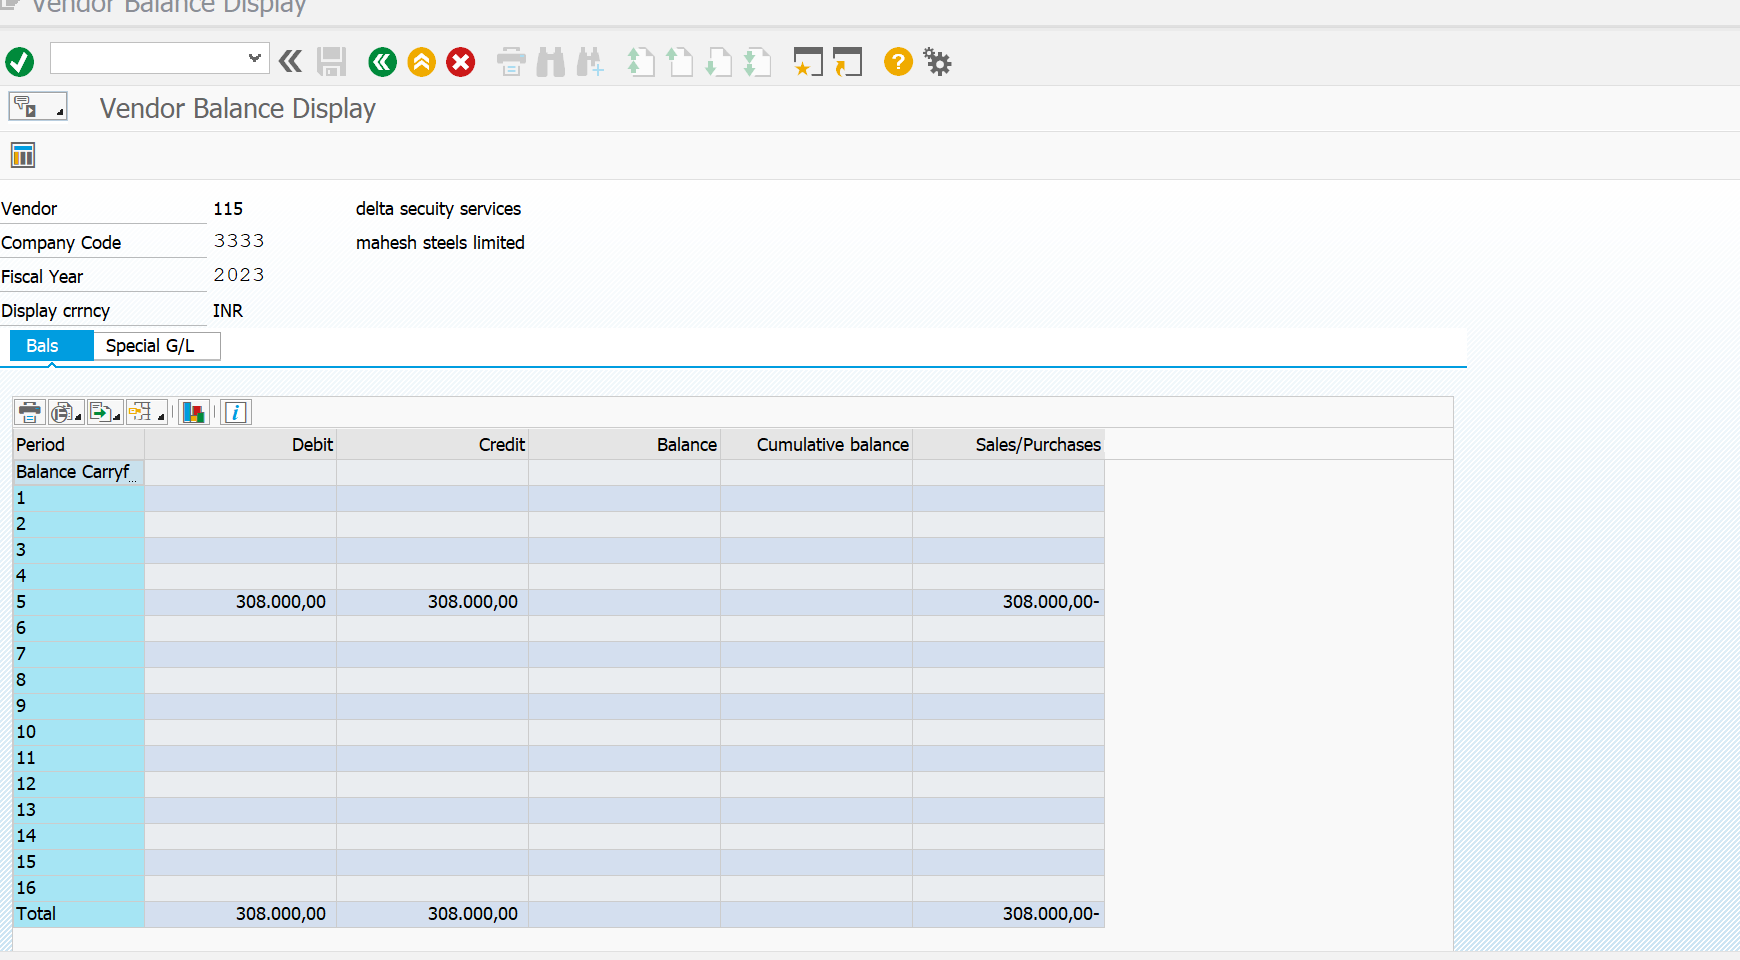 Vendor Balance Display
Vendor Balance Display
Vendor 115 delta secuity services
Company Code 3333 mahesh steels limited
Fiscal Year 2023
Display crrncy INR
Bals Special G/L
Period Debit Credit Balance Cumulative balance Sales/Purchases
Balance Carryf...
1
2
3
4
5 308.000,00 308.000,00 308.000,00-
6
7
8
9
10
11
12
13
14
15
16
Total 308.000,00 308.000,00 308.000,00-